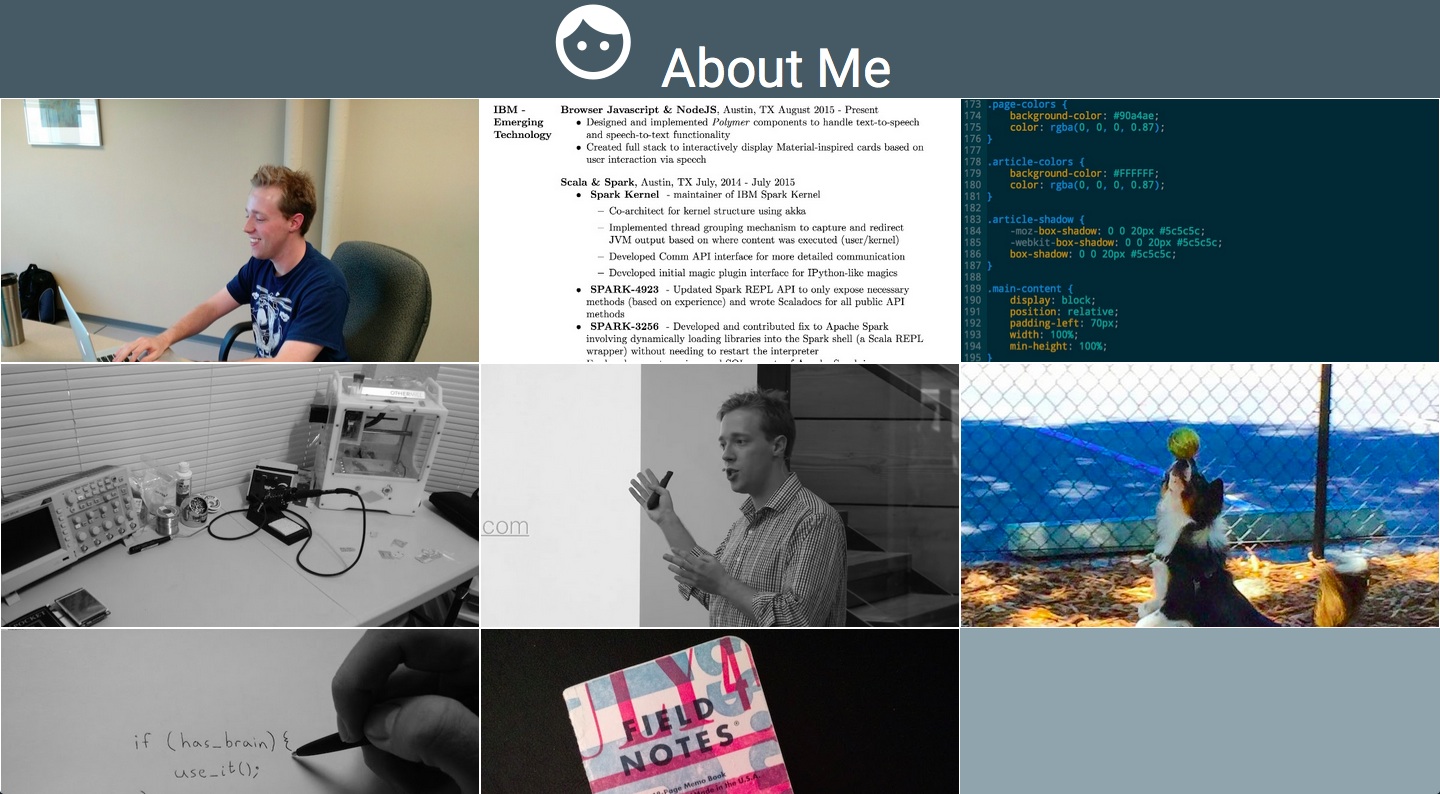 About Me
IBM -
Emerging
Technology
Browser Javascript & NodeJS, Austin, TX August 2015 - Present
• Designed and implemented Polymer components to handle text-to-speech
and speech-to-text functionality
• Created full stack to interactively display Material-inspired cards based on
user interaction via speech
Scala & Spark, Austin, TX July, 2014 - July 2015
• Spark Kernel - maintainer of IBM Spark Kernel
– Co-architect for kernel structure using akka
– Implemented thread grouping mechanism to capture and redirect
JVM output based on where content was executed (user/kernel)
– Developed Comm API interface for more detailed communication
– Developed initial magic plugin interface for IPython-like magics
• SPARK-4923 - Updated Spark REPL API to only expose necessary
methods (based on experience) and wrote Scaladocs for all public API
methods
• SPARK-3256 - Developed and contributed fix to Apache Spark
involving dynamically loading libraries into the Spark shell (a Scala REPL
wrapper) without needing to restart the interpreter
173 .page-colors {
174 background-color: #90a4ae;
175 color: rgba(0, 0, 0, 0.87);
176 }
177
178 .article-colors {
179 background-color: #FFFFFF;
180 color: rgba(0, 0, 0, 0.87);
181 }
182
183 .article-shadow {
184 -moz-box-shadow: 0 0 20px #5c5c5c;
185 -webkit-box-shadow: 0 0 20px #5c5c5c;
186 box-shadow: 0 0 20px #5c5c5c;
187 }
188
189 .main-content {
190 display: block;
191 position: relative;
192 padding-left: 70px;
193 width: 100%;
194 min-height: 100%;
195 }
OTHER
com
if (has_brain) {
use_it();
}
JULY 4
FIELD
NOTES
-Page Memo Book
Made in the U.S.A.